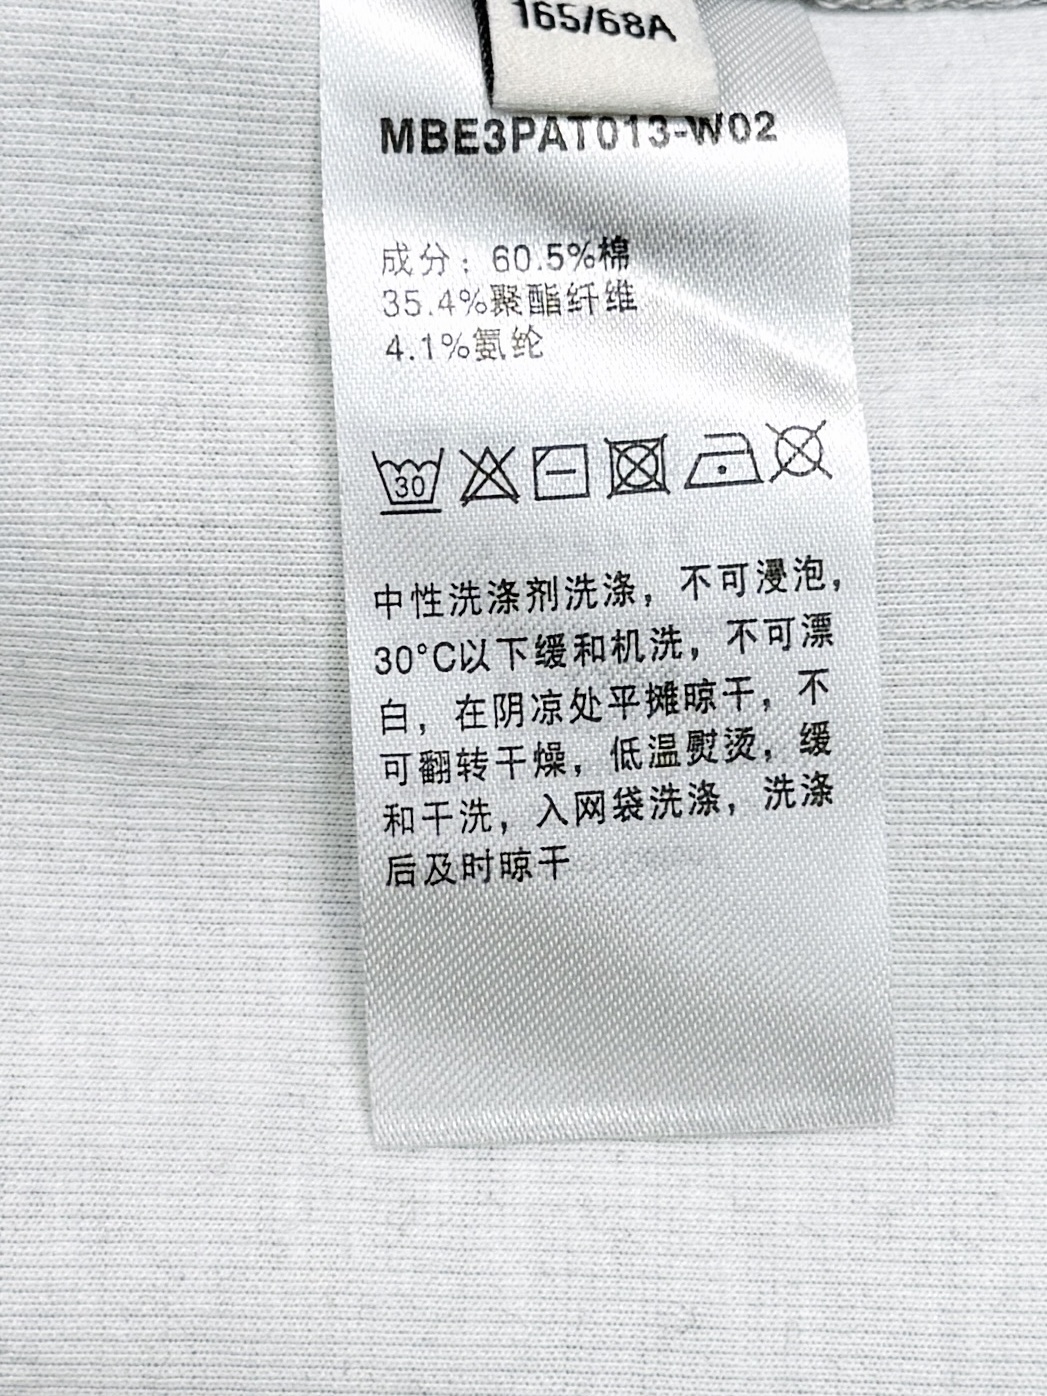 165/68A
MBE3PAT013-W02
成分：60.5%棉
35.4%聚酯纤维
4.1%氨纶
30
中性洗涤剂洗涤，不可浸泡，
30°C以下缓和机洗，不可漂
白，在阴凉处平摊晾干，不
可翻转干燥，低温熨烫，缓
和干洗，入网袋洗涤，洗涤
后及时晾干